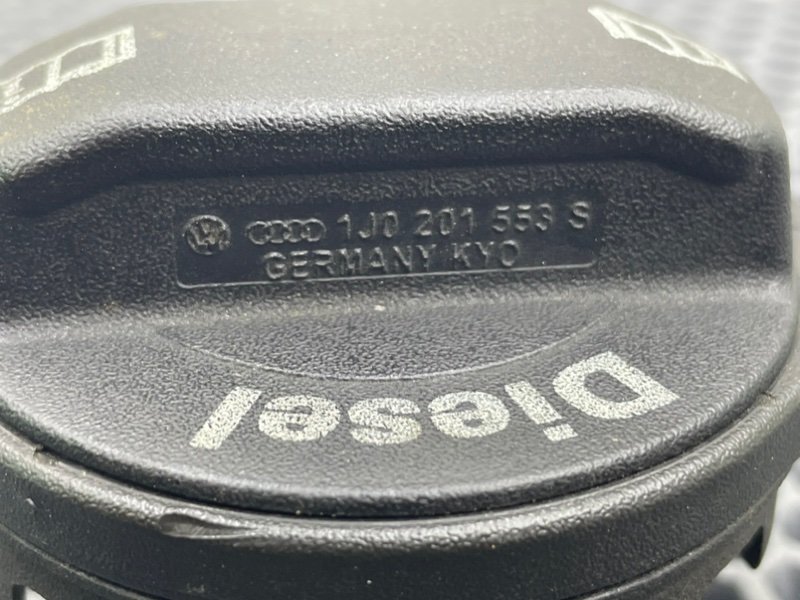 1J0 201 553 S
GERMANY KYO
Diesel